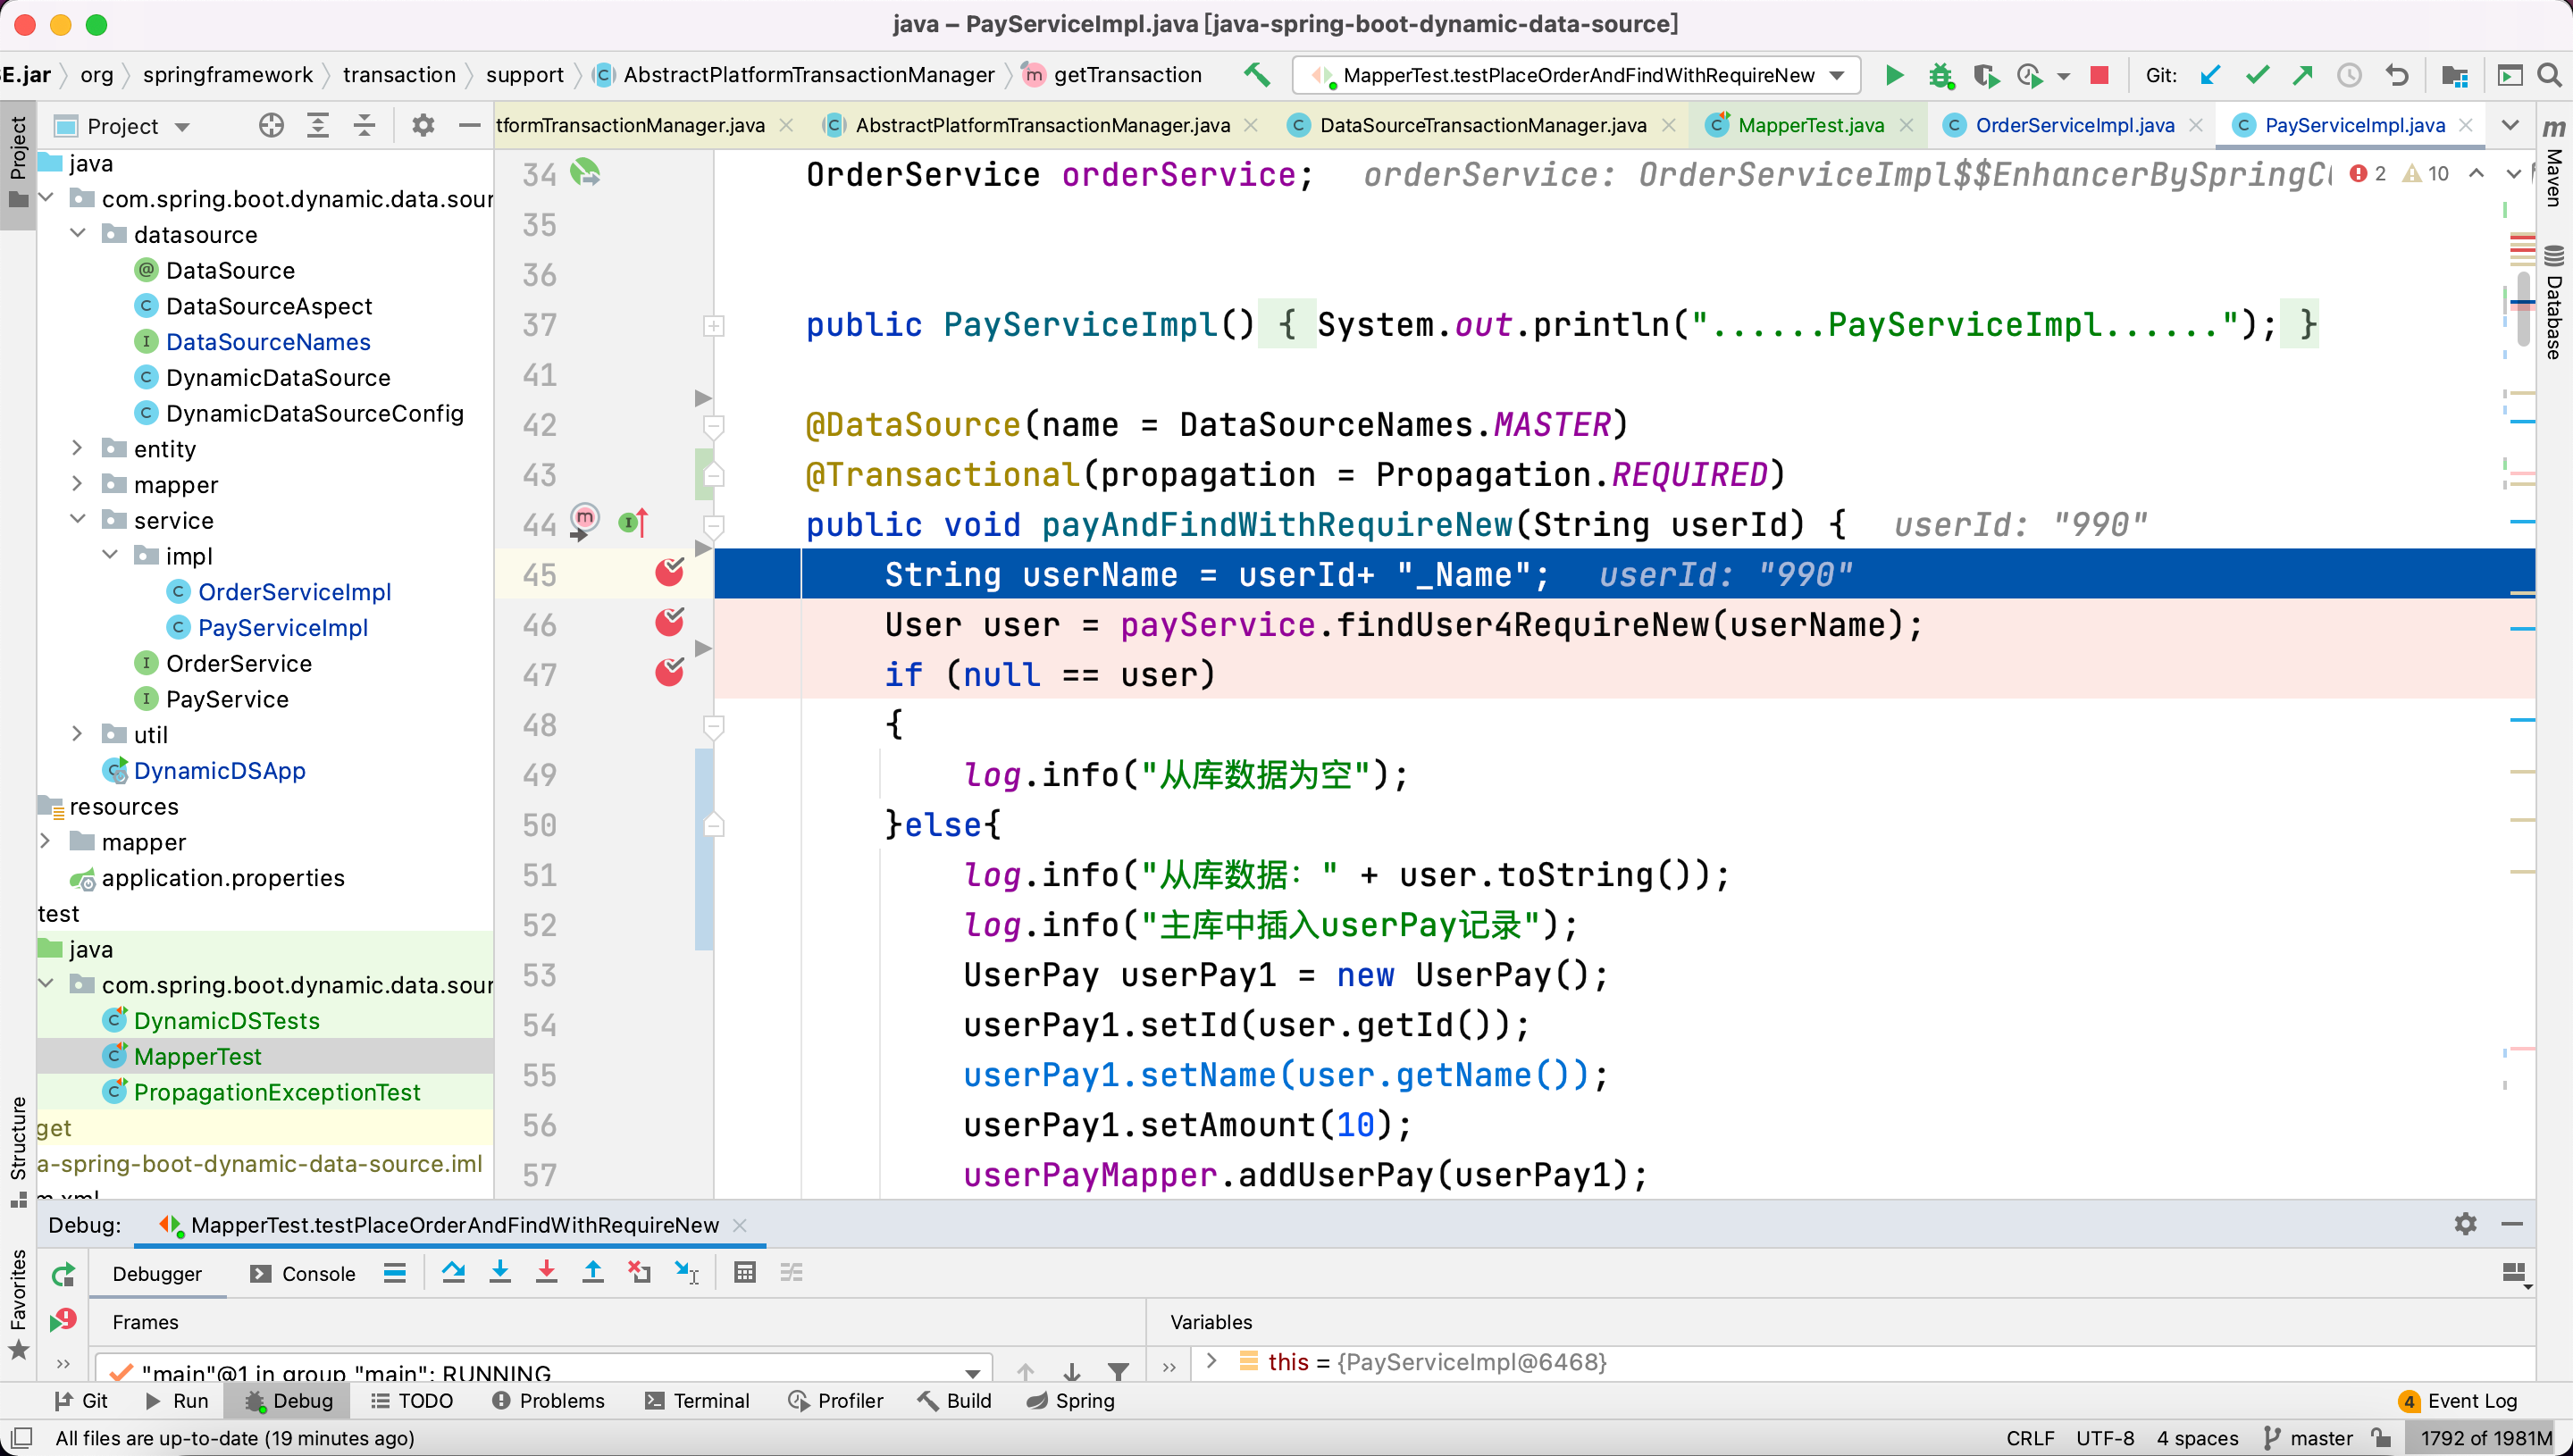 java – PayServiceImpl.java [java-spring-boot-dynamic-data-source]
E.jar org springframework transaction support AbstractPlatformTransactionManager getTransaction MapperTest.testPlaceOrderAndFindWithRequireNew Git:
Project tformTransactionManager.java AbstractPlatformTransactionManager.java DataSourceTransactionManager.java MapperTest.java OrderServiceImpl.java PayServiceImpl.java
Project
Structure
Favorites
Maven
Database
java
com.spring.boot.dynamic.data.sour
datasource
DataSource
DataSourceAspect
DataSourceNames
DynamicDataSource
DynamicDataSourceConfig
entity
mapper
service
impl
OrderServiceImpl
PayServiceImpl
OrderService
PayService
util
DynamicDSApp
resources
mapper
application.properties
test
java
com.spring.boot.dynamic.data.sour
DynamicDSTests
MapperTest
PropagationExceptionTest
get
a-spring-boot-dynamic-data-source.iml
m.xml
34 OrderService orderService; orderService: OrderServiceImpl$$EnhancerBySpringC 2 10
35
36
37 public PayServiceImpl() { System.out.println("......PayServiceImpl......"); }
41
42 @DataSource(name = DataSourceNames.MASTER)
43 @Transactional(propagation = Propagation.REQUIRED)
44 public void payAndFindWithRequireNew(String userId) { userId: "990"
45 String userName = userId+ "_Name"; userId: "990"
46 User user = payService.findUser4RequireNew(userName);
47 if (null == user)
48 {
49 log.info("从库数据为空");
50 }else{
51 log.info("从库数据：" + user.toString());
52 log.info("主库中插入userPay记录");
53 UserPay userPay1 = new UserPay();
54 userPay1.setId(user.getId());
55 userPay1.setName(user.getName());
56 userPay1.setAmount(10);
57 userPayMapper.addUserPay(userPay1);
Debug: MapperTest.testPlaceOrderAndFindWithRequireNew
Debugger Console
Frames Variables
"main"@1 in group "main": RUNNING this = {PayServiceImpl@6468}
Git Run Debug TODO Problems Terminal Profiler Build Spring 4 Event Log
All files are up-to-date (19 minutes ago) CRLF UTF-8 4 spaces master 1792 of 1981M